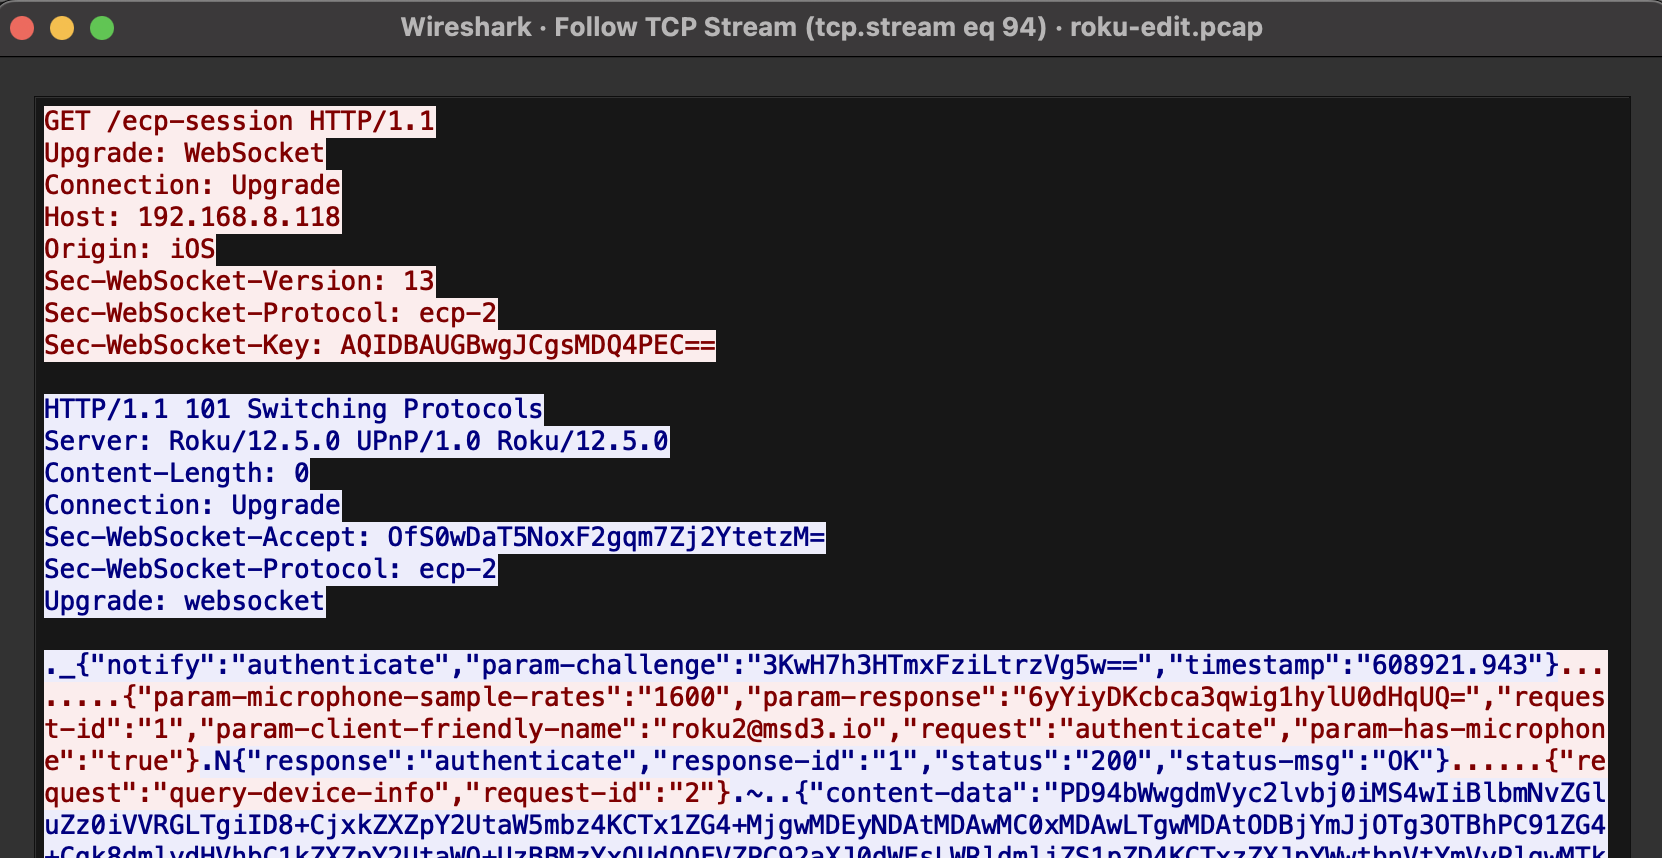 Wireshark · Follow TCP Stream (tcp.stream eq 94) · roku-edit.pcap
GET /ecp-session HTTP/1.1
Upgrade: WebSocket
Connection: Upgrade
Host: 192.168.8.118
Origin: iOS
Sec-WebSocket-Version: 13
Sec-WebSocket-Protocol: ecp-2
Sec-WebSocket-Key: AQIDBAUGBwgJCgsMDQ4PEC==
HTTP/1.1 101 Switching Protocols
Server: Roku/12.5.0 UPnP/1.0 Roku/12.5.0
Content-Length: 0
Connection: Upgrade
Sec-WebSocket-Accept: OfS0wDaT5NoxF2gqm7Zj2YtetzM=
Sec-WebSocket-Protocol: ecp-2
Upgrade: websocket
._{"notify":"authenticate","param-challenge":"3KwH7h3HTmxFziLtrzVg5w==","timestamp":"608921.943"}...
.....{"param-microphone-sample-rates":"1600","param-response":"6yYiyDKcbca3qwig1hylU0dHqUQ=","reques
t-id":"1","param-client-friendly-name":"roku2@msd3.io","request":"authenticate","param-has-microphon
e":"true"}.N{"response":"authenticate","response-id":"1","status":"200","status-msg":"OK"}......{"re
quest":"query-device-info","request-id":"2"}.~..{"content-data":"PD94bWwgdmVyc2lvbj0iMS4wIiBlbmNvZGl
uZz0iVVRGLTgiID8+CjxkZXZpY2UtaW5mbz4KCTx1ZG4+MjgwMDEyNDAtMDAwMC0xMDAwLTgwMDAtODBjYmJjOTg3OTBhPC91ZG4